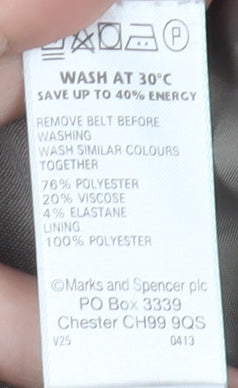 P
WASH AT 30°C
SAVE UP TO 40% ENERGY
REMOVE BELT BEFORE
WASHING
WASH SIMILAR COLOURS
TOGETHER
76% POLYESTER
20% VISCOSE
4% ELASTANE
LINING
100% POLYESTER
©Marks and Spencer plc
PO Box 3339
Chester CH99 9QS
V25 0413